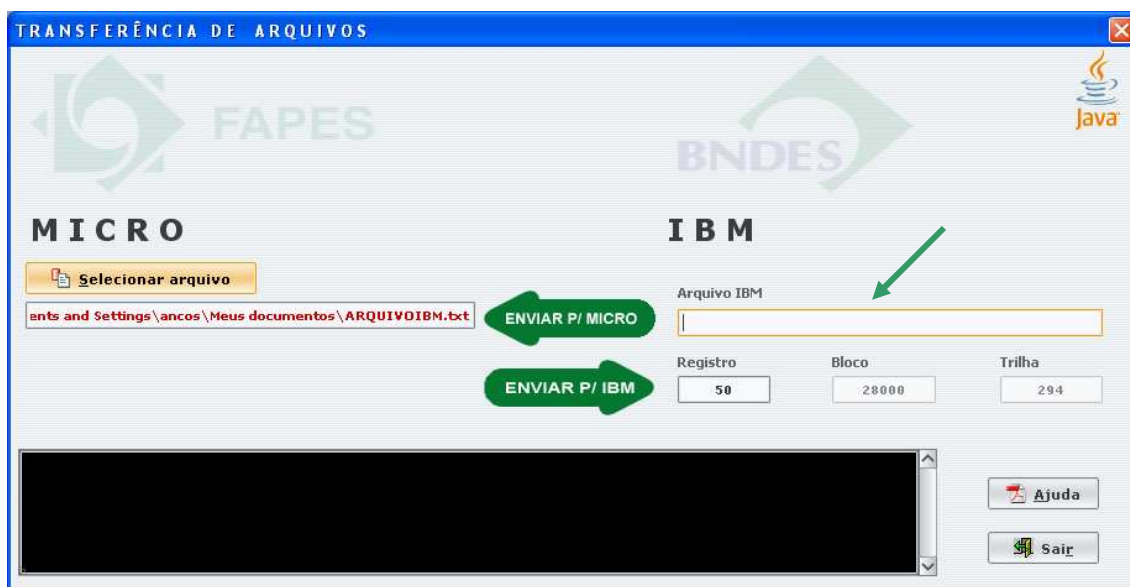 TRANSFERÊNCIA DE ARQUIVOS
FAPES
BNDES
Java
MICRO
IBM
Selecionar arquivo
Arquivo IBM
ents and Settings\ancos\Meus documentos\ARQUIVOIBM.txt
ENVIAR P/ MICRO
Registro Bloco Trilha
ENVIAR P/ IBM
50 28000 294
Ajuda
Sair